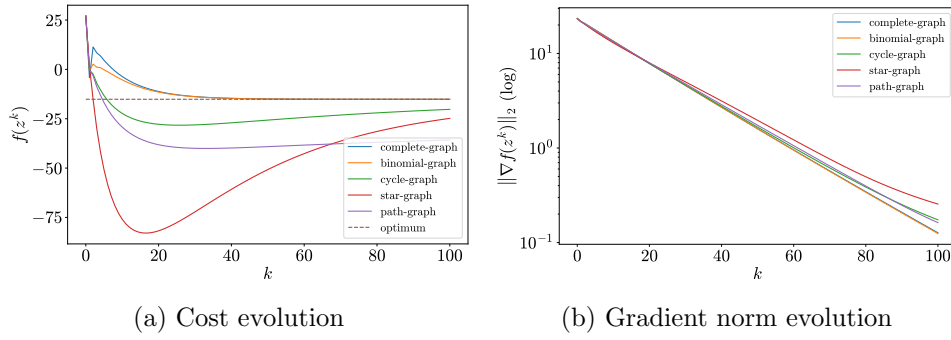 25
0
−25
−50
−75
f(z^k)
complete-graph
binomial-graph
cycle-graph
star-graph
path-graph
optimum
0 20 40 60 80 100
k
(a) Cost evolution
10^1
10^0
10^−1
||∇f(z^k)||_2 (log)
complete-graph
binomial-graph
cycle-graph
star-graph
path-graph
0 20 40 60 80 100
k
(b) Gradient norm evolution